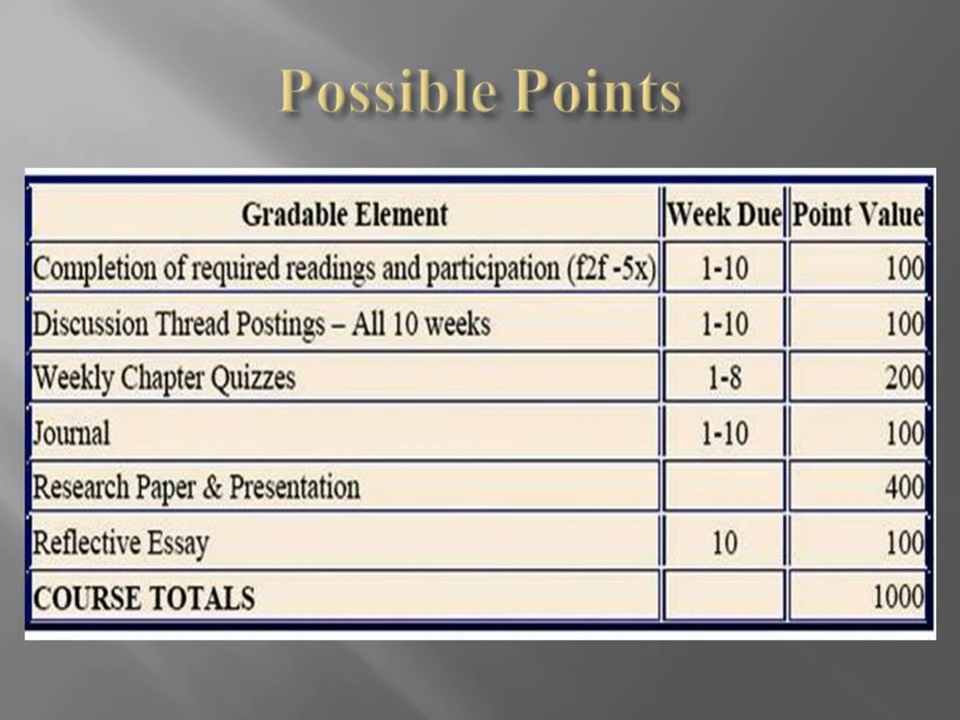 Possible Points
Gradable Element Week Due Point Value
Completion of required readings and participation (f2f -5x) 1-10 100
Discussion Thread Postings – All 10 weeks 1-10 100
Weekly Chapter Quizzes 1-8 200
Journal 1-10 100
Research Paper & Presentation 400
Reflective Essay 10 100
COURSE TOTALS 1000